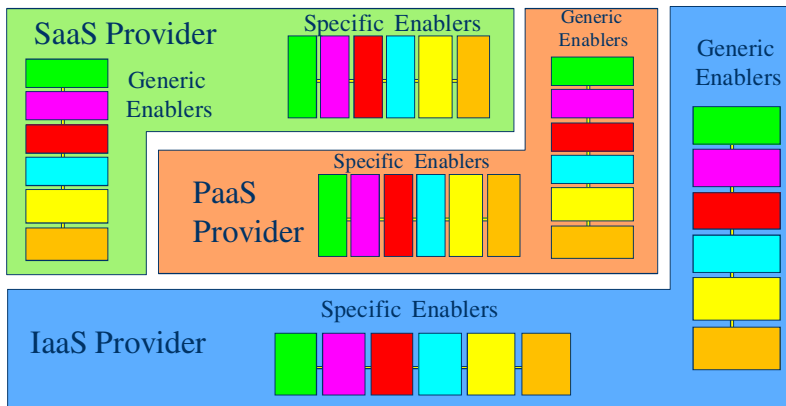 SaaS Provider
Generic
Enablers
Specific Enablers
Generic
Enablers
Generic
Enablers
Specific Enablers
PaaS
Provider
Specific Enablers
IaaS Provider